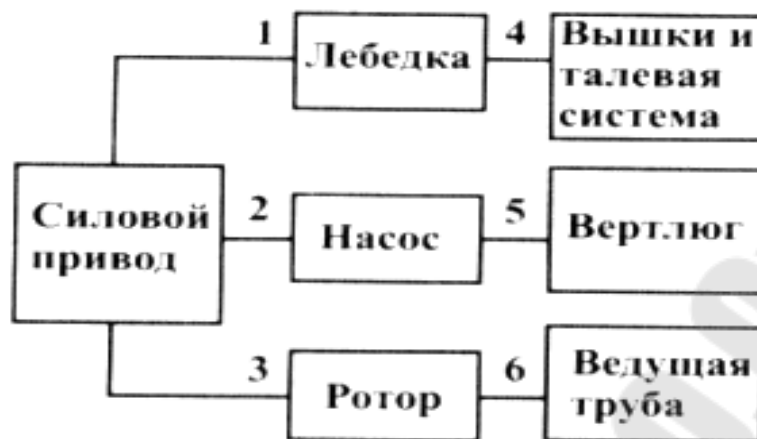 1
Лебедка
4
Вышки и
талевая
система
Силовой
привод
2
Насос
5
Вертлюг
3
Ротор
6
Ведущая
труба